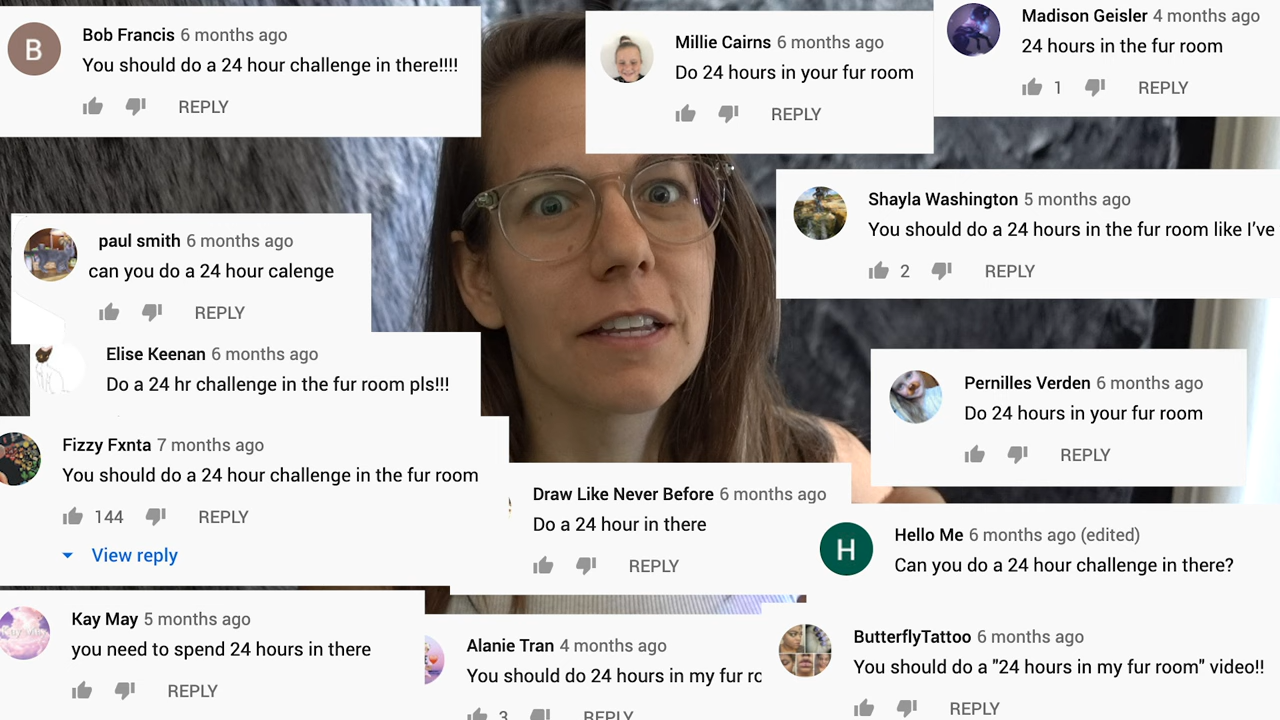 B
Bob Francis 6 months ago
You should do a 24 hour challenge in there!!!!
REPLY
Millie Cairns 6 months ago
Do 24 hours in your fur room
REPLY
Madison Geisler 4 months ago
24 hours in the fur room
1 REPLY
Shayla Washington 5 months ago
You should do a 24 hours in the fur room like I've
2 REPLY
paul smith 6 months ago
can you do a 24 hour calenge
REPLY
Elise Keenan 6 months ago
Do a 24 hr challenge in the fur room pls!!!
Pernilles Verden 6 months ago
Do 24 hours in your fur room
REPLY
Fizzy Fxnta 7 months ago
You should do a 24 hour challenge in the fur room
144 REPLY
View reply
Draw Like Never Before 6 months ago
Do a 24 hour in there
REPLY
H
Hello Me 6 months ago (edited)
Can you do a 24 hour challenge in there?
Kay May 5 months ago
you need to spend 24 hours in there
REPLY
Alanie Tran 4 months ago
You should do 24 hours in my fur
3 REPLY
ButterflyTattoo 6 months ago
You should do a "24 hours in my fur room" video!!
REPLY